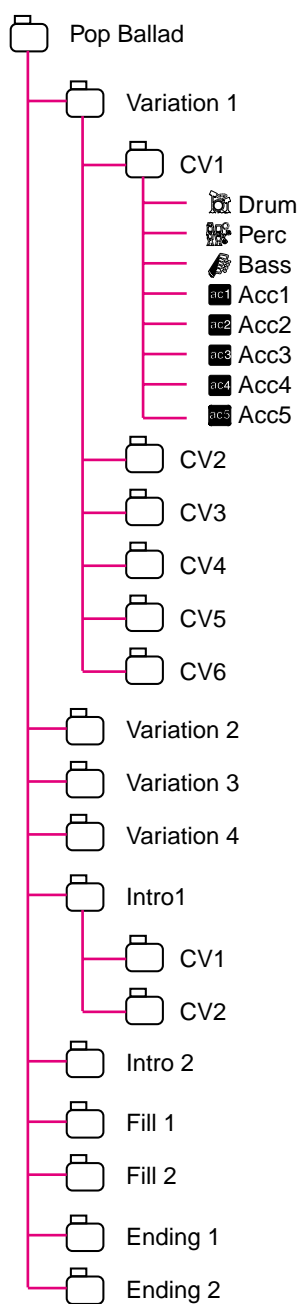 Pop Ballad
Variation 1
CV1
Drum
Perc
Bass
ac1 Acc1
ac2 Acc2
ac3 Acc3
ac4 Acc4
ac5 Acc5
CV2
CV3
CV4
CV5
CV6
Variation 2
Variation 3
Variation 4
Intro1
CV1
CV2
Intro 2
Fill 1
Fill 2
Ending 1
Ending 2